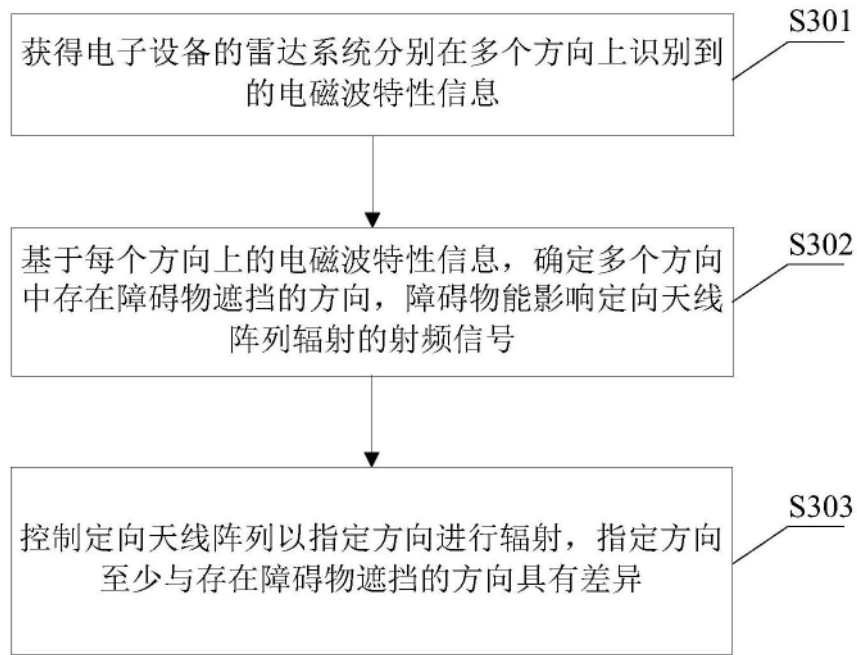 S301
获得电子设备的雷达系统分别在多个方向上识别到
的电磁波特性信息
S302
基于每个方向上的电磁波特性信息，确定多个方向
中存在障碍物遮挡的方向，障碍物能影响定向天线
阵列辐射的射频信号
S303
控制定向天线阵列以指定方向进行辐射，指定方向
至少与存在障碍物遮挡的方向具有差异